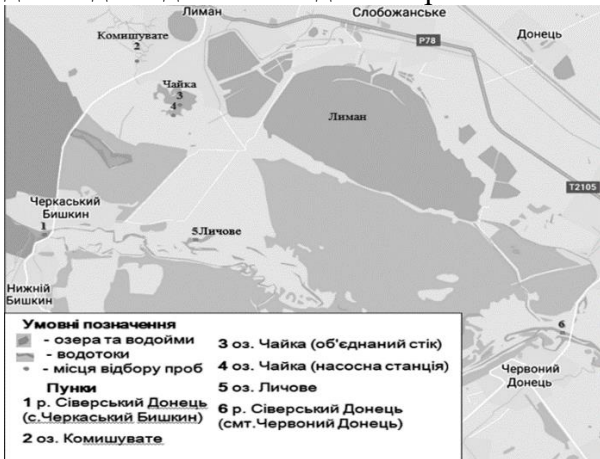 Лиман
Слобожанське
Комишувате
2
P78
Донець
Чайка
3
4
Лиман
T2105
Черкаський
Бишкин
1
5Личове
Нижній
Бишкин
6
Червоний
Донець
Умовні позначення
- озера та водойми
- водотоки
- місця відбору проб
Пунки
1 р. Сіверський Донець
(с.Черкаський Бишкин)
2 оз. Комишувате
3 оз. Чайка (об'єднаний стік)
4 оз. Чайка (насосна станція)
5 оз. Личове
6 р. Сіверський Донець
(смт.Червоний Донець)